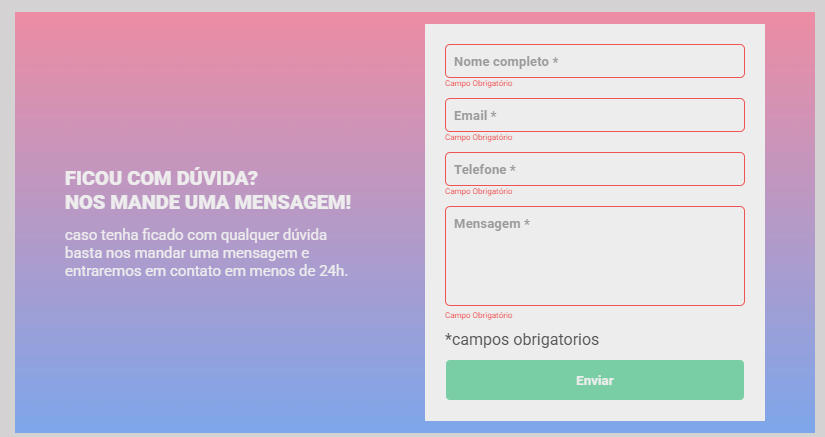 FICOU COM DÚVIDA?
NOS MANDE UMA MENSAGEM!
caso tenha ficado com qualquer dúvida
basta nos mandar uma mensagem e
entraremos em contato em menos de 24h.
Nome completo *
Campo Obrigatório
Email *
Campo Obrigatório
Telefone *
Campo Obrigatório
Mensagem *
Campo Obrigatório
*campos obrigatorios
Enviar